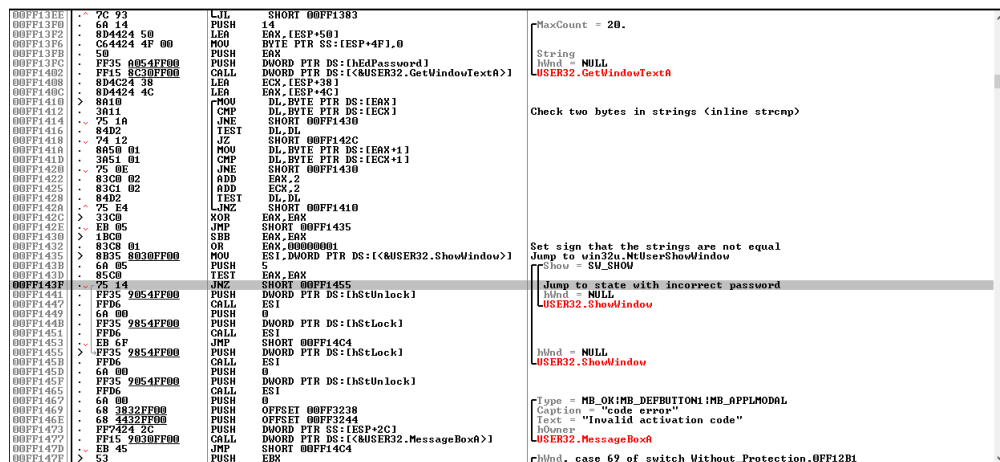 00FF13EE .^ 7C 93 JL SHORT 00FF1383
00FF13F0 . 6A 14 PUSH 14 MaxCount = 20.
00FF13F2 . 8D4424 50 LEA EAX,[ESP+50]
00FF13F6 . C64424 4F 00 MOV BYTE PTR SS:[ESP+4F],0
00FF13FB . 50 PUSH EAX String
00FF13FC . FF35 A054FF00 PUSH DWORD PTR DS:[hEdPassword] hWnd = NULL
00FF1402 . FF15 8C30FF00 CALL DWORD PTR DS:[<&USER32.GetWindowTextA>] USER32.GetWindowTextA
00FF1408 . 8D4C24 38 LEA ECX,[ESP+38]
00FF140C . 8D4424 4C LEA EAX,[ESP+4C]
00FF1410 > 8A10 MOV DL,BYTE PTR DS:[EAX]
00FF1412 . 3A11 CMP DL,BYTE PTR DS:[ECX] Check two bytes in strings (inline strcmp)
00FF1414 .v 75 1A JNE SHORT 00FF1430
00FF1416 . 84D2 TEST DL,DL
00FF1418 .v 74 12 JZ SHORT 00FF142C
00FF141A . 8A50 01 MOV DL,BYTE PTR DS:[EAX+1]
00FF141D . 3A51 01 CMP DL,BYTE PTR DS:[ECX+1]
00FF1420 .v 75 0E JNE SHORT 00FF1430
00FF1422 . 83C0 02 ADD EAX,2
00FF1425 . 83C1 02 ADD ECX,2
00FF1428 . 84D2 TEST DL,DL
00FF142A .^ 75 E4 JNZ SHORT 00FF1410
00FF142C > 33C0 XOR EAX,EAX
00FF142E .v EB 05 JMP SHORT 00FF1435
00FF1430 > 1BC0 SBB EAX,EAX
00FF1432 . 83C8 01 OR EAX,00000001 Set sign that the strings are not equal
00FF1435 > 8B35 8030FF00 MOV ESI,DWORD PTR DS:[<&USER32.ShowWindow>] Jump to win32u.NtUserShowWindow
00FF143B . 6A 05 PUSH 5 Show = SW_SHOW
00FF143D . 85C0 TEST EAX,EAX
00FF143F .v 75 14 JNZ SHORT 00FF1455 Jump to state with incorrect password
00FF1441 . FF35 9054FF00 PUSH DWORD PTR DS:[hStUnlock] hWnd = NULL
00FF1447 . FFD6 CALL ESI USER32.ShowWindow
00FF1449 . 6A 00 PUSH 0
00FF144B . FF35 9854FF00 PUSH DWORD PTR DS:[hStLock]
00FF1451 . FFD6 CALL ESI
00FF1453 .v EB 6F JMP SHORT 00FF14C4
00FF1455 > FF35 9854FF00 PUSH DWORD PTR DS:[hStLock] hWnd = NULL
00FF145B . FFD6 CALL ESI USER32.ShowWindow
00FF145D . 6A 00 PUSH 0
00FF145F . FF35 9054FF00 PUSH DWORD PTR DS:[hStUnlock]
00FF1465 . FFD6 CALL ESI
00FF1467 . 6A 00 PUSH 0 Type = MB_OK|MB_DEFBUTTON1|MB_APPLMODAL
00FF1469 . 68 3832FF00 PUSH OFFSET 00FF3238 Caption = "code error"
00FF146E . 68 4432FF00 PUSH OFFSET 00FF3244 Text = "Invalid activation code"
00FF1473 . FF7424 2C PUSH DWORD PTR SS:[ESP+2C] hOwner
00FF1477 . FF15 9030FF00 CALL DWORD PTR DS:[<&USER32.MessageBoxA>] USER32.MessageBoxA
00FF147D .v EB 45 JMP SHORT 00FF14C4
00FF147F > 53 PUSH EBX hWnd, case 69 of switch Without_Protection.0FF12B1